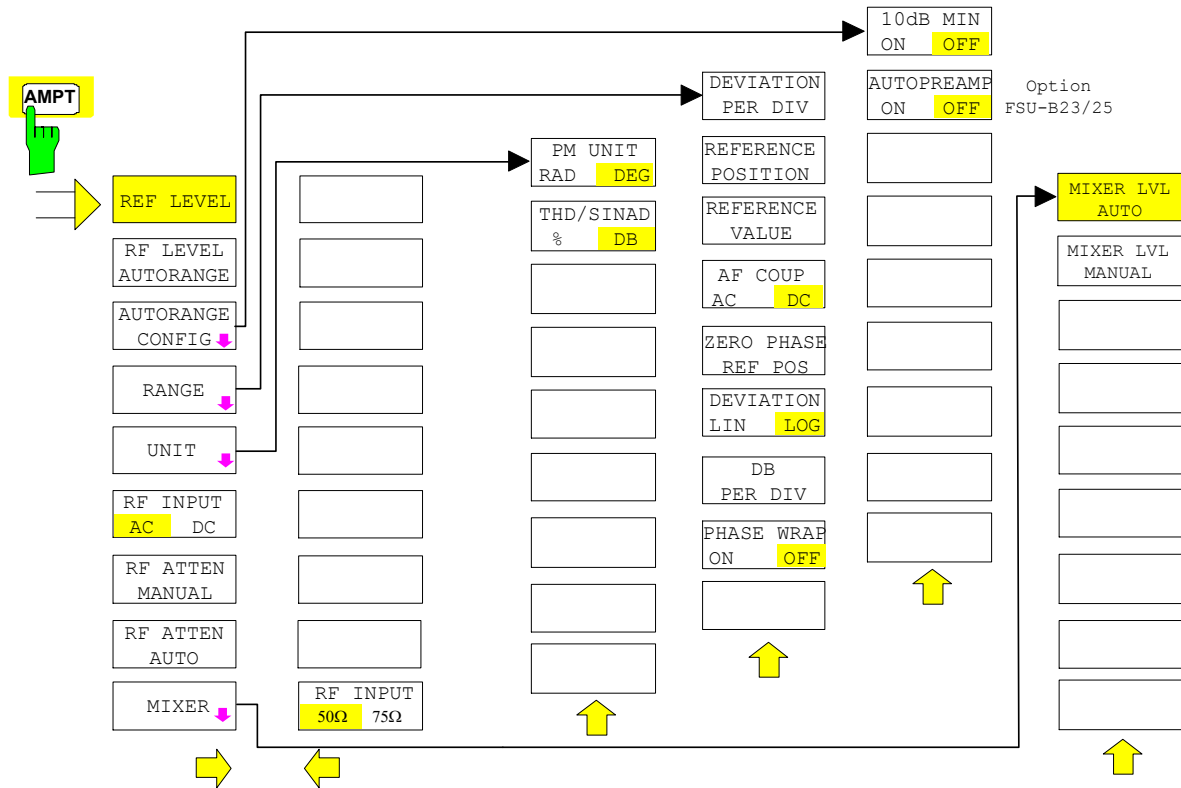 AMPT
REF LEVEL
RF LEVEL
AUTORANGE
AUTORANGE
CONFIG
RANGE
UNIT
RF INPUT
AC DC
RF ATTEN
MANUAL
RF ATTEN
AUTO
MIXER
RF INPUT
50Ω 75Ω
PM UNIT
RAD DEG
THD/SINAD
% DB
DEVIATION
PER DIV
REFERENCE
POSITION
REFERENCE
VALUE
AF COUP
AC DC
ZERO PHASE
REF POS
DEVIATION
LIN LOG
DB
PER DIV
PHASE WRAP
ON OFF
10dB MIN
ON OFF
AUTOPREAMP
ON OFF
Option
FSU-B23/25
MIXER LVL
AUTO
MIXER LVL
MANUAL